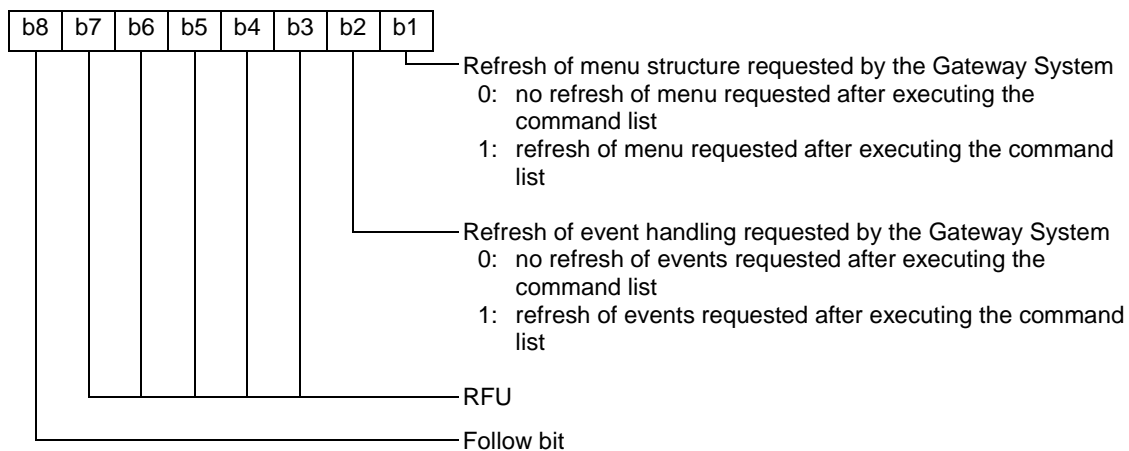 b8 b7 b6 b5 b4 b3 b2 b1
Refresh of menu structure requested by the Gateway System
0: no refresh of menu requested after executing the
command list
1: refresh of menu requested after executing the command
list
Refresh of event handling requested by the Gateway System
0: no refresh of events requested after executing the
command list
1: refresh of events requested after executing the command
list
RFU
Follow bit